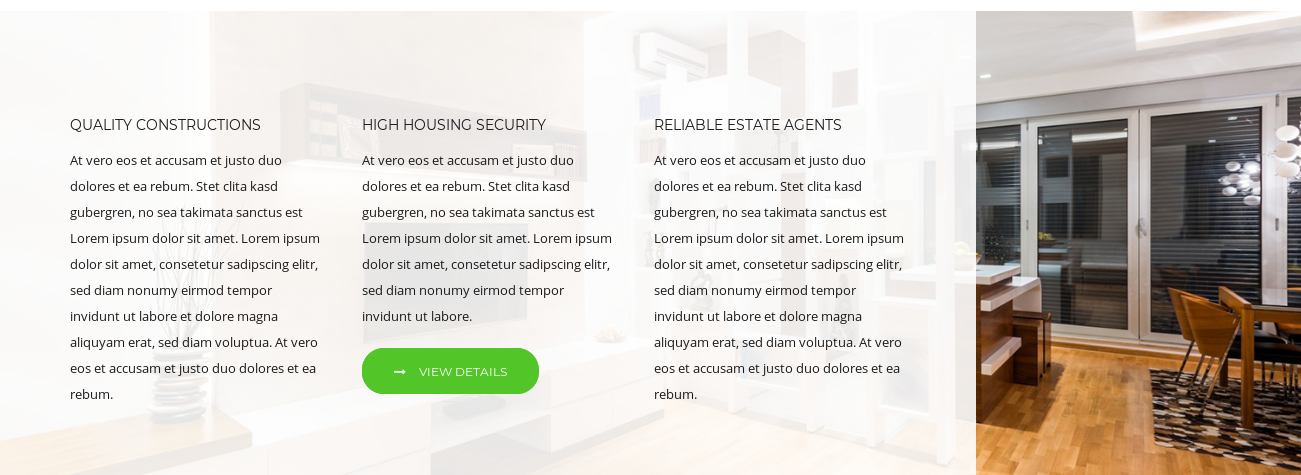 QUALITY CONSTRUCTIONS
At vero eos et accusam et justo duo
dolores et ea rebum. Stet clita kasd
gubergren, no sea takimata sanctus est
Lorem ipsum dolor sit amet. Lorem ipsum
dolor sit amet, consetetur sadipscing elitr,
sed diam nonumy eirmod tempor
invidunt ut labore et dolore magna
aliquyam erat, sed diam voluptua. At vero
eos et accusam et justo duo dolores et ea
rebum.
HIGH HOUSING SECURITY
At vero eos et accusam et justo duo
dolores et ea rebum. Stet clita kasd
gubergren, no sea takimata sanctus est
Lorem ipsum dolor sit amet. Lorem ipsum
dolor sit amet, consetetur sadipscing elitr,
sed diam nonumy eirmod tempor
invidunt ut labore.
VIEW DETAILS
RELIABLE ESTATE AGENTS
At vero eos et accusam et justo duo
dolores et ea rebum. Stet clita kasd
gubergren, no sea takimata sanctus est
Lorem ipsum dolor sit amet. Lorem ipsum
dolor sit amet, consetetur sadipscing elitr,
sed diam nonumy eirmod tempor
invidunt ut labore et dolore magna
aliquyam erat, sed diam voluptua. At vero
eos et accusam et justo duo dolores et ea
rebum.